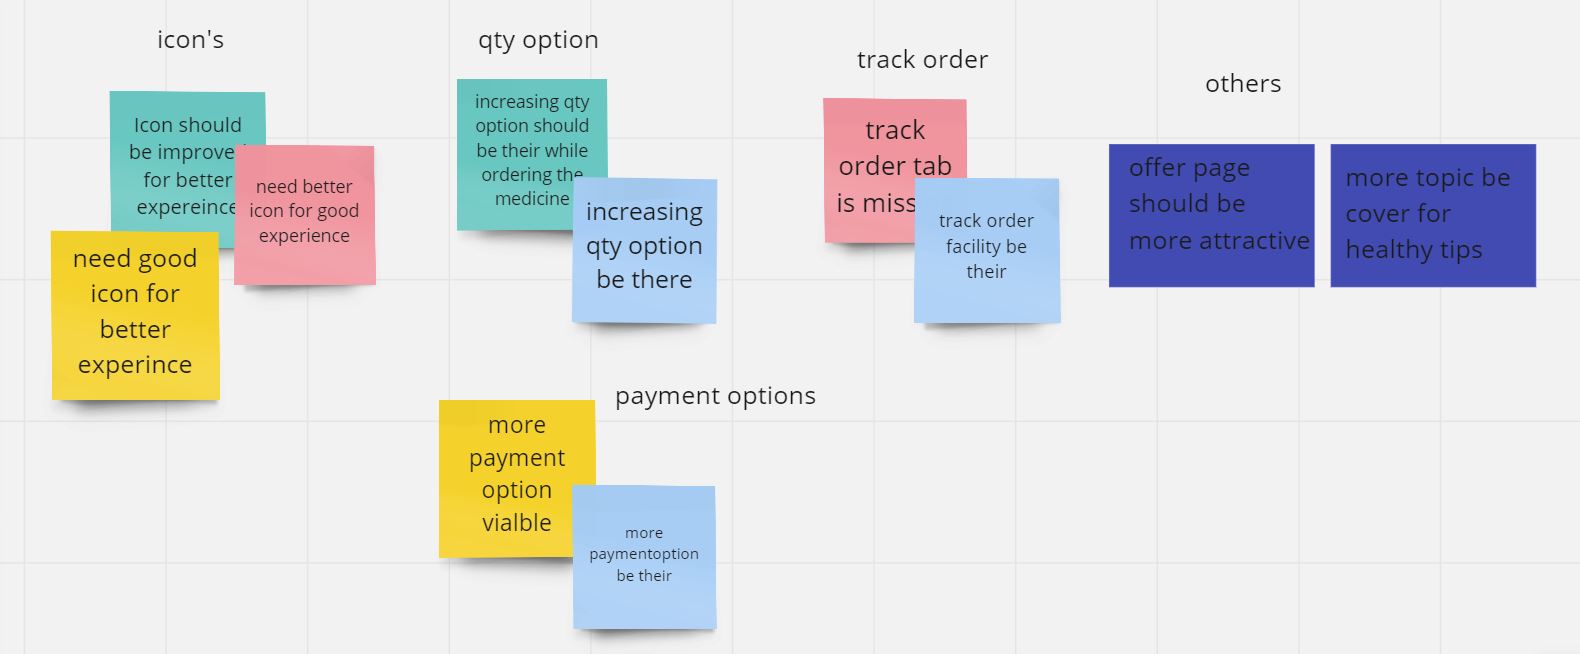 icon's
Icon should
be improve
for better
expereince
need better
icon for good
experience
need good
icon for
better
experince
qty option
increasing qty
option should
be their while
ordering the
medicine
increasing
qty option
be there
track order
track
order tab
is miss
track order
facility be
their
others
offer page
should be
more attractive
more topic be
cover for
healthy tips
payment options
more
payment
option
vialble
more
paymentoption
be their